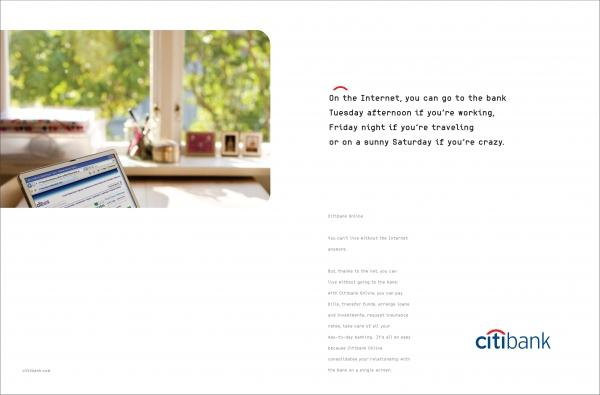 On the Internet, you can go to the bank
Tuesday afternoon if you're working,
Friday night if you're traveling
or on a sunny Saturday if you're crazy.
Citibank Online
You can't live without the Internet
anymore.
But, thanks to the net, you can
live without going to the bank.
With Citibank Online you can pay
bills, transfer funds, arrange loans
and investments, request insurance
rates, take care of all your
day-to-day banking. It's all so easy
because Citibank Online
consolidates your relationship with
the bank on a single screen.
citibank
citibank.com